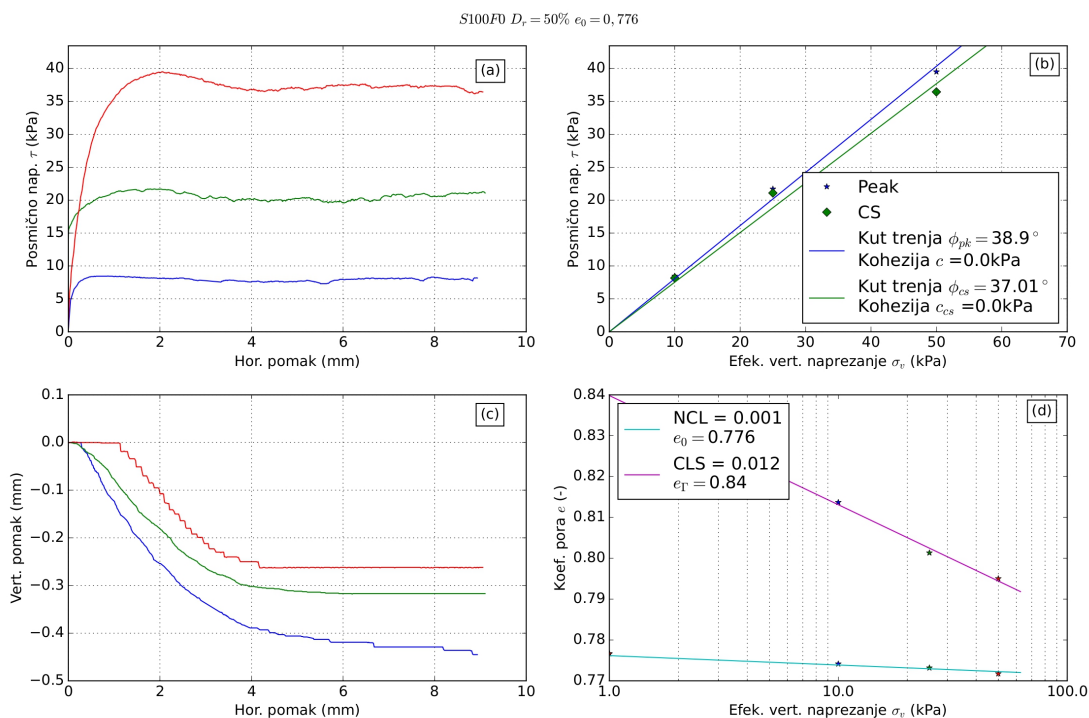 S100F0 D_r = 50% e_0 = 0, 776
(a)
Posmično nap. τ (kPa)
40
35
30
25
20
15
10
5
0
0 2 4 6 8 10
Hor. pomak (mm)
(b)
Posmično nap. τ (kPa)
40
35
30
25
20
15
10
5
0
Peak
CS
Kut trenja ϕ_pk = 38.9°
Kohezija c =0.0kPa
Kut trenja ϕ_cs = 37.01°
Kohezija c_cs =0.0kPa
0 10 20 30 40 50 60 70
Efek. vert. naprezanje σ_v (kPa)
(c)
Vert. pomak (mm)
0.1
0.0
−0.1
−0.2
−0.3
−0.4
−0.5
0 2 4 6 8 10
Hor. pomak (mm)
(d)
Koef. pora e (-)
0.84
0.83
0.82
0.81
0.80
0.79
0.78
0.77
NCL = 0.001
e_0 = 0.776
CLS = 0.012
e_Γ = 0.84
1.0 10.0 100.0
Efek. vert. naprezanje σ_v (kPa)